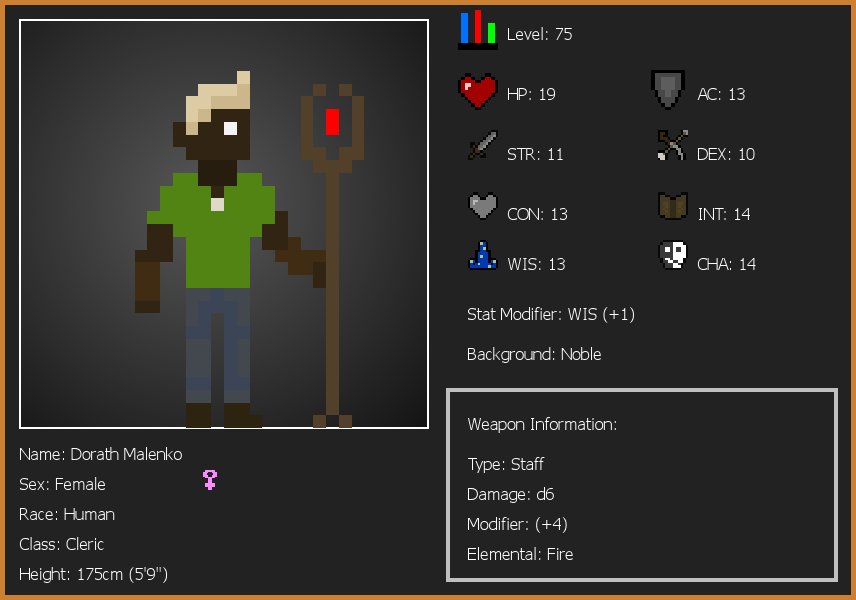 Level: 75
HP: 19
AC: 13
STR: 11
DEX: 10
CON: 13
INT: 14
WIS: 13
CHA: 14
Stat Modifier: WIS (+1)
Background: Noble
Weapon Information:
Type: Staff
Damage: d6
Modifier: (+4)
Elemental: Fire
Name: Dorath Malenko
Sex: Female
Race: Human
Class: Cleric
Height: 175cm (5'9")